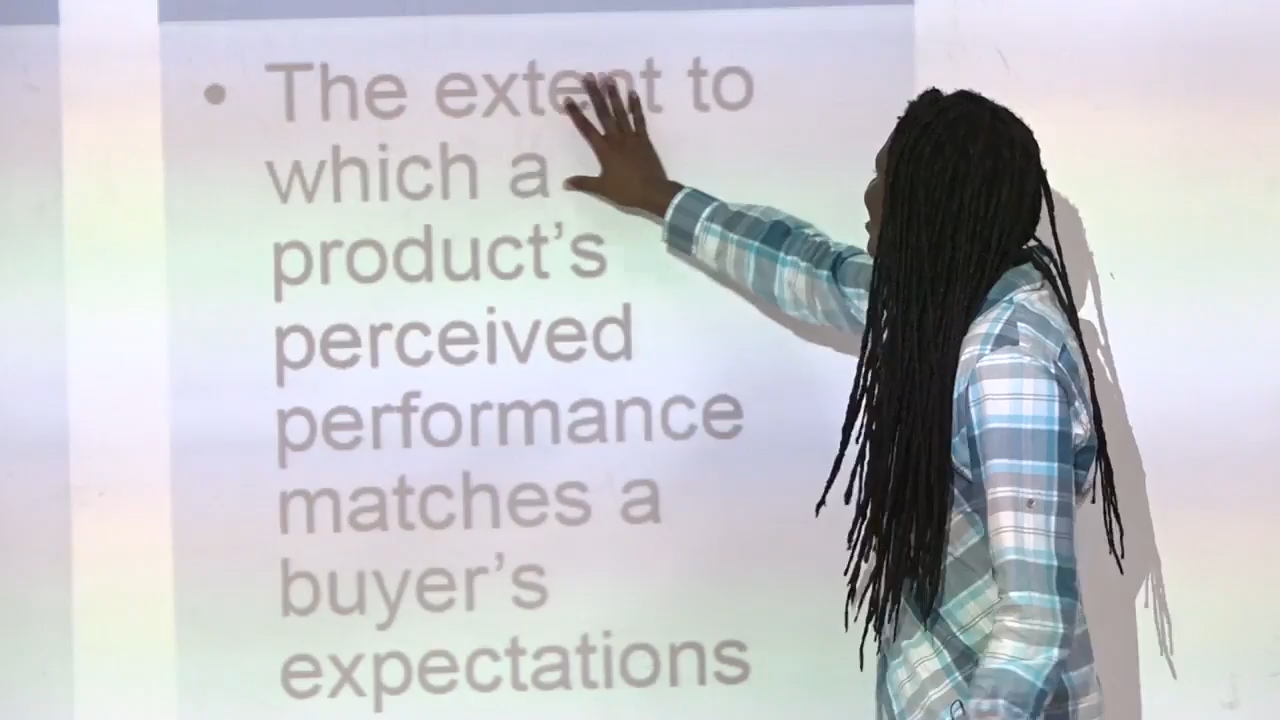 • The extent to
which a
product’s
perceived
performance
matches a
buyer’s
expectations